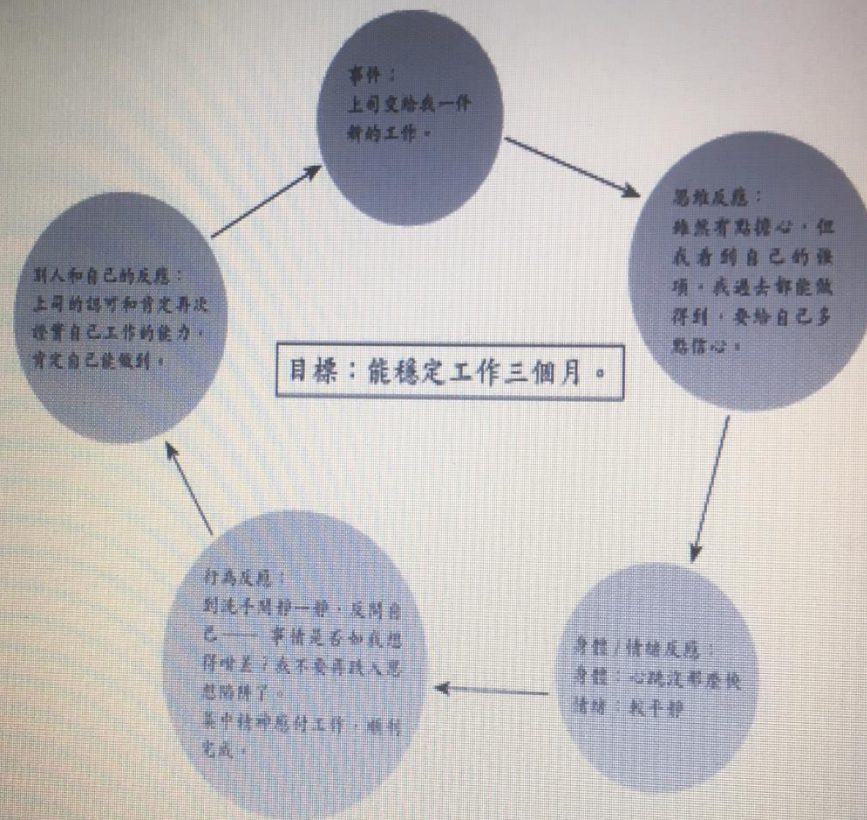 事件：
上司交給我一件
新的工作。
思維反應：
雖然有點擔心，但
我看到自己的強
項，我過去都能做
得到，要給自己多
點信心。
身體/情緒反應：
身體：心跳沒那麼快
情緒：較平靜
行為反應：
到洗手間靜一靜，反問自
己—— 事情是否如我想
得咁差？我不要再跌入思
想陷阱了。
集中精神應付工作，順利
完成。
別人和自己的反應：
上司的認可和肯定再次
證實自己工作的能力，
肯定自己能做到。
目標：能穩定工作三個月。